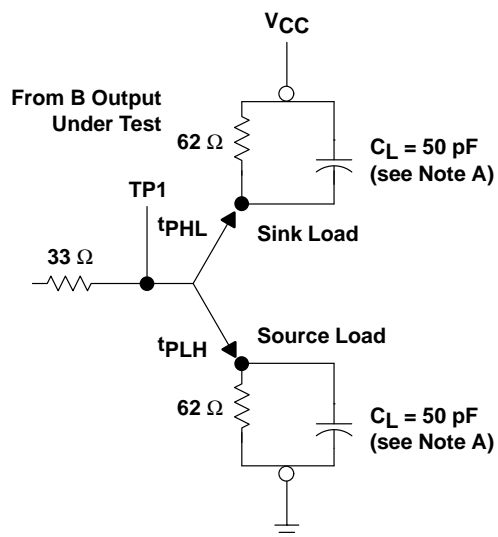 VCC
From B Output
Under Test
62 Ω
CL = 50 pF
(see Note A)
TP1
tPHL
Sink Load
33 Ω
tPLH
Source Load
62 Ω
CL = 50 pF
(see Note A)